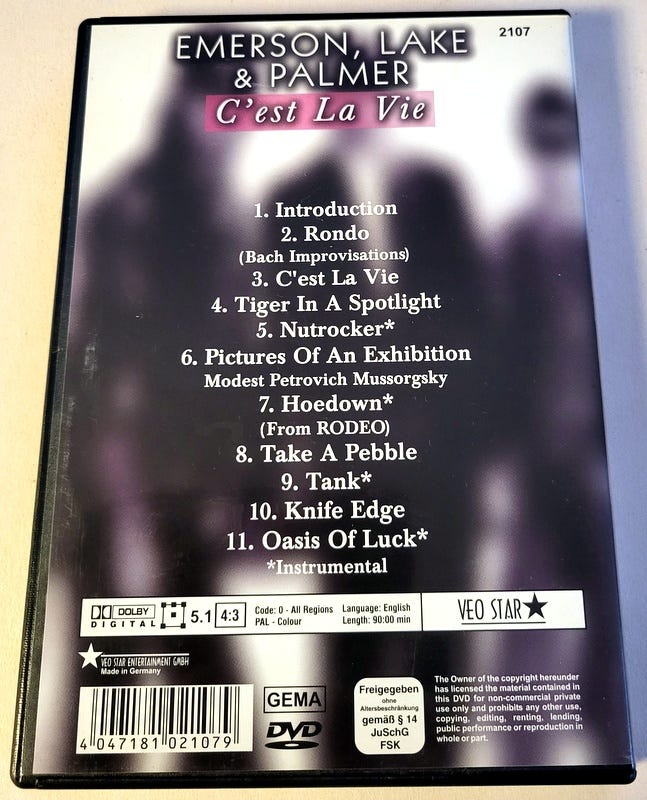 2107
EMERSON, LAKE
& PALMER
C'est La Vie
1. Introduction
2. Rondo
(Bach Improvisations)
3. C'est La Vie
4. Tiger In A Spotlight
5. Nutrocker*
6. Pictures Of An Exhibition
Modest Petrovich Mussorgsky
7. Hoedown*
(From RODEO)
8. Take A Pebble
9. Tank*
10. Knife Edge
11. Oasis Of Luck*
*Instrumental
DOLBY
DIGITAL
5.1
4:3
Code: 0 - All Regions Language: English
PAL - Colour Length: 90:00 min
VEO STAR
VEO STAR ENTERTAINMENT GMBH
Made in Germany
4 047181 021079
GEMA
DVD
Freigegeben
ohne
Altersbeschränkung
gemäß § 14
JuSchG
FSK
The Owner of the copyright hereunder
has licensed the material contained in
this DVD for non-commercial private
use only and prohibits any other use,
copying, editing, renting, lending,
public performance or reproduction in
whole or part.